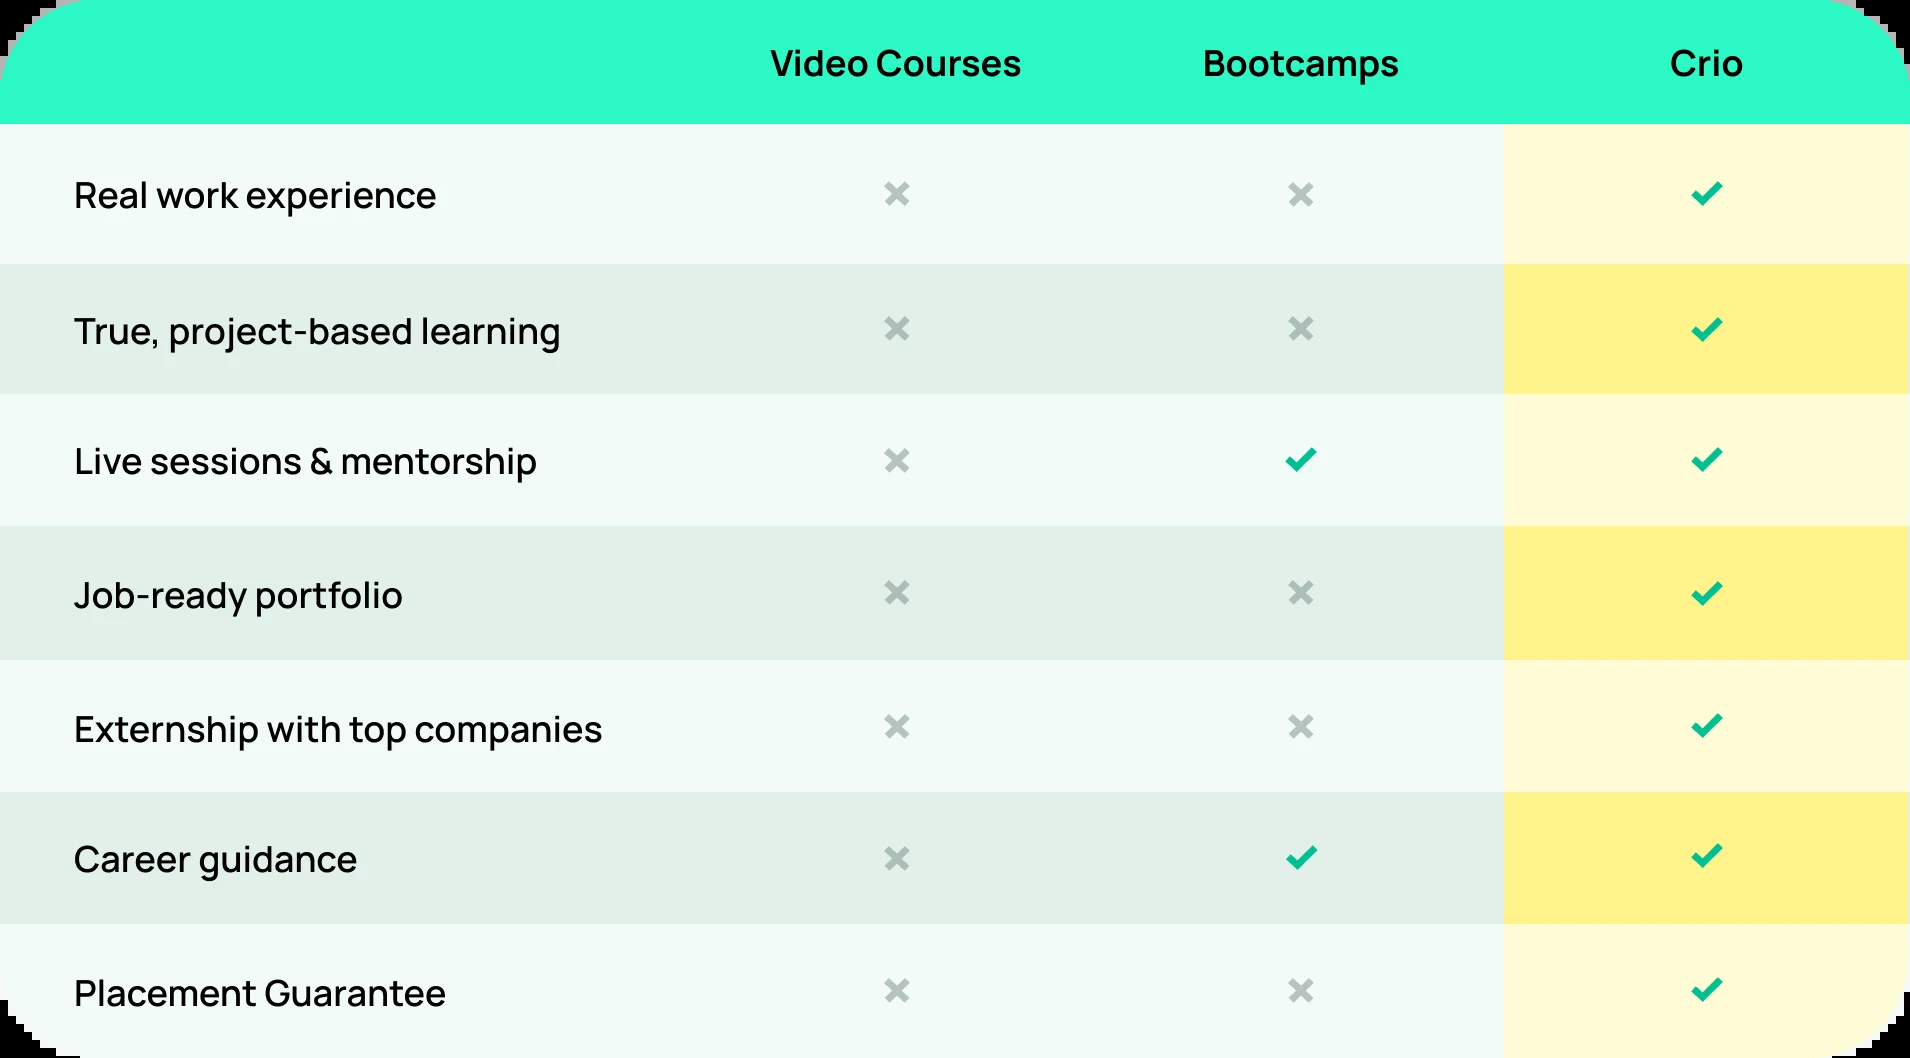 Video Courses Bootcamps Crio
Real work experience
True, project-based learning
Live sessions & mentorship
Job-ready portfolio
Externship with top companies
Career guidance
Placement Guarantee